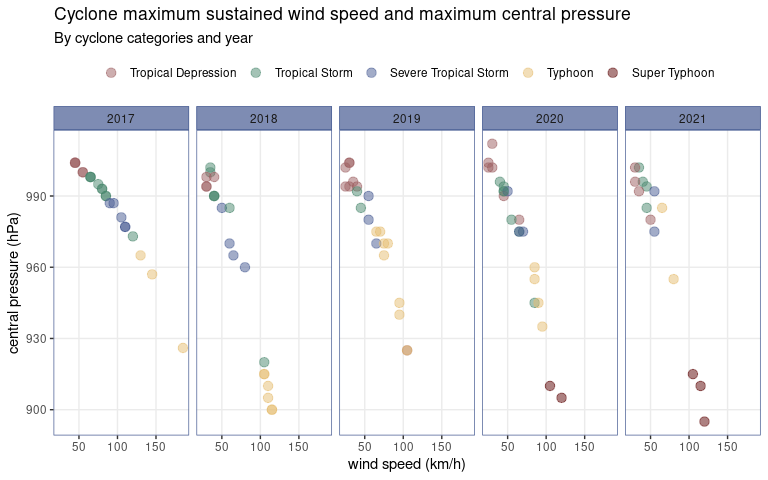 Cyclone maximum sustained wind speed and maximum central pressure
By cyclone categories and year
Tropical Depression Tropical Storm Severe Tropical Storm Typhoon Super Typhoon
2017 2018 2019 2020 2021
990
960
930
900
central pressure (hPa)
50 100 150 50 100 150 50 100 150 50 100 150 50 100 150
wind speed (km/h)